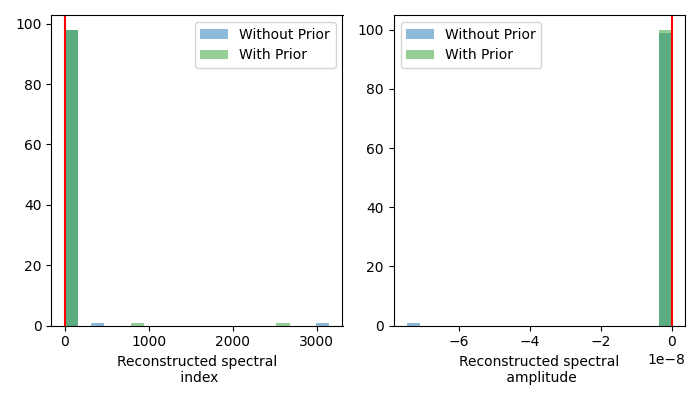 100
80
60
40
20
0
0
1000
2000
3000
Without Prior
With Prior
Reconstructed spectral
index
100
80
60
40
20
0
−6
−4
−2
0
1e−8
Without Prior
With Prior
Reconstructed spectral
amplitude